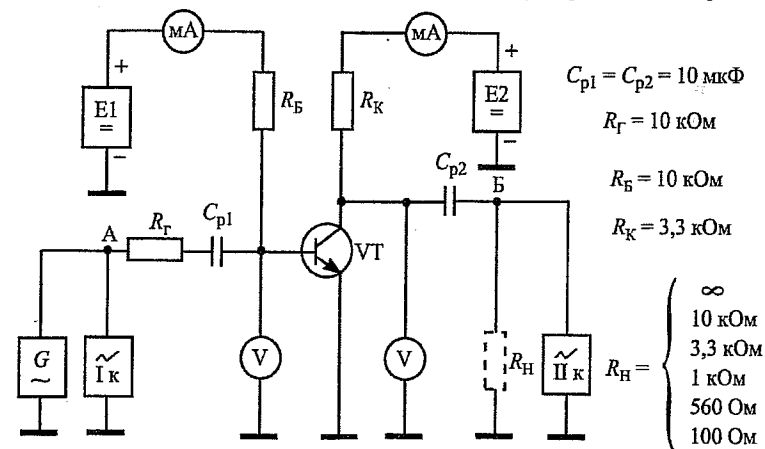 мА
мА
+
+
E1
=
−
R_Б
R_К
E2
=
−
C_р1 = C_р2 = 10 мкФ
R_Г = 10 кОм
R_Б = 10 кОм
R_К = 3,3 кОм
C_р2
Б
А
R_Г
C_р1
VT
G
~
~
I к
V
V
R_Н
~
II к
R_Н =
∞
10 кОм
3,3 кОм
1 кОм
560 Ом
100 Ом